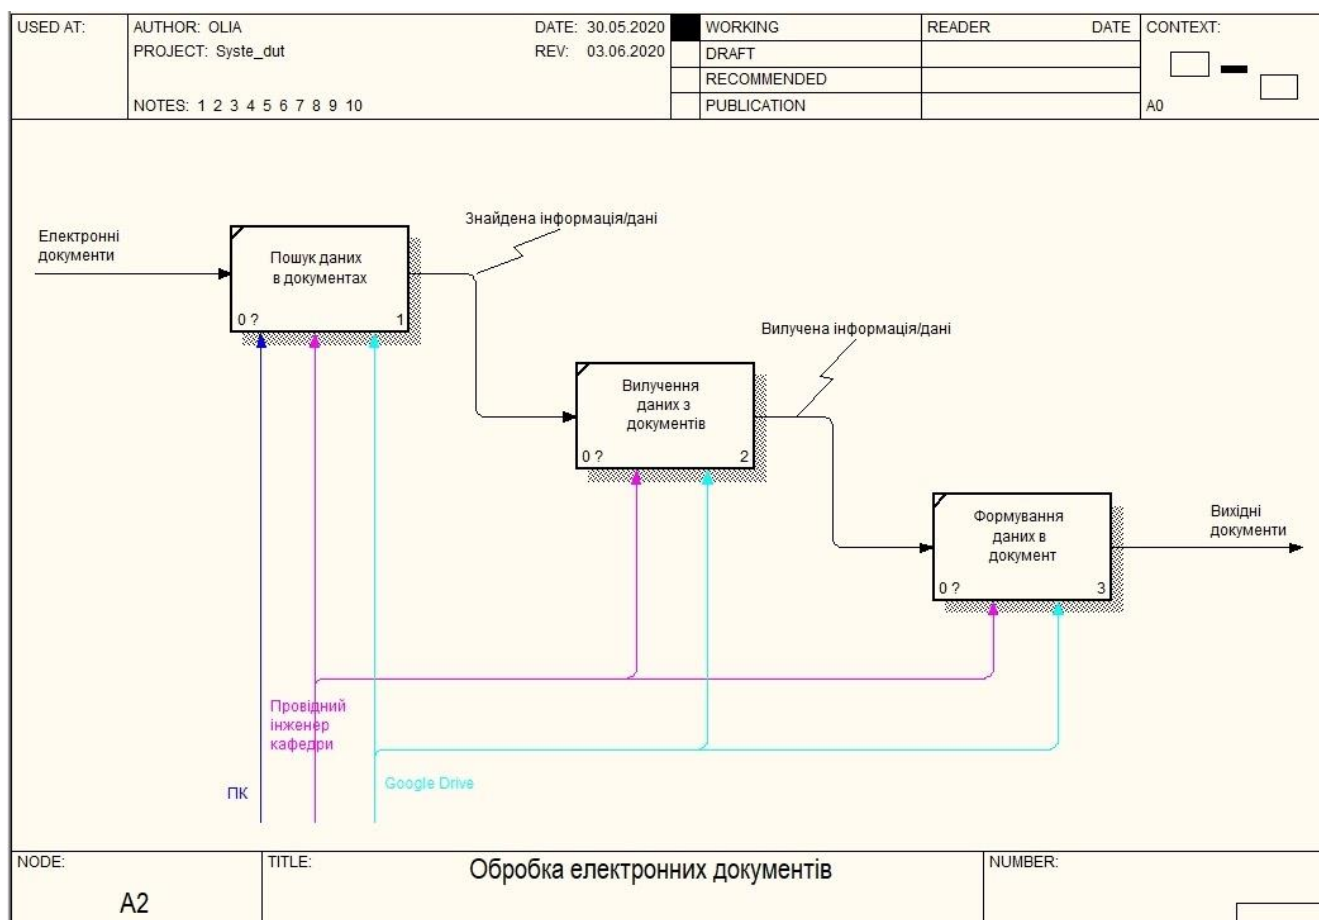 USED AT:
AUTHOR: OLIA
DATE: 30.05.2020
PROJECT: Syste_dut
REV: 03.06.2020
NOTES: 1 2 3 4 5 6 7 8 9 10
WORKING
DRAFT
RECOMMENDED
PUBLICATION
READER DATE
CONTEXT:
A0
Електронні
документи
Пошук даних
в документах
0 ? 1
Знайдена інформація/дані
Вилучення
даних з
документів
0 ? 2
Вилучена інформація/дані
Формування
даних в
документ
0 ? 3
Вихідні
документи
Провідний
інженер
кафедри
Google Drive
ПК
NODE:
A2
TITLE:
Обробка електронних документів
NUMBER: